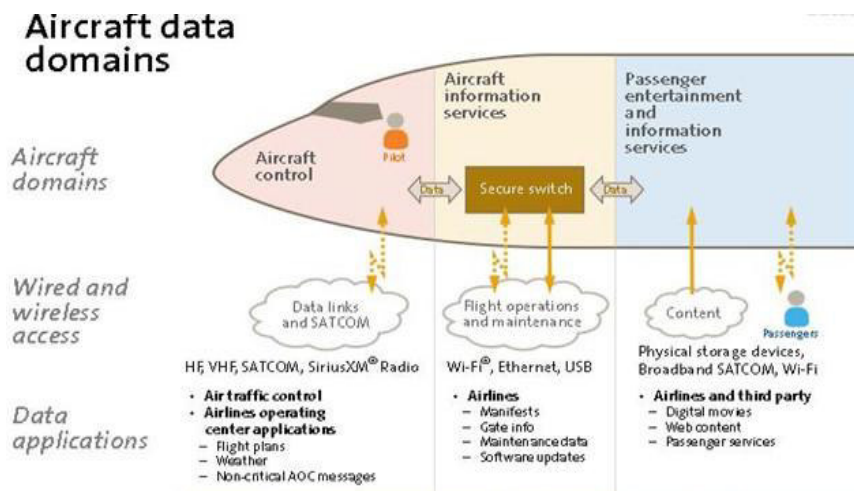 Aircraft data
domains
Aircraft
domains
Aircraft
control
Pilot
Data
Aircraft
information
services
Secure switch
Data
Passenger
entertainment
and
information
services
Wired and
wireless
access
Data links
and SATCOM
Flight operations
and maintenance
Content
Passengers
HF, VHF, SATCOM, SiriusXM® Radio
Wi-Fi®, Ethernet, USB
Physical storage devices,
Broadband SATCOM, Wi-Fi
Data
applications
• Air traffic control
• Airlines operating
center applications
– Flight plans
– Weather
– Non-critical AOC messages
• Airlines
– Manifests
– Gate info
– Maintenance data
– Software updates
• Airlines and third party
– Digital movies
– Web content
– Passenger services